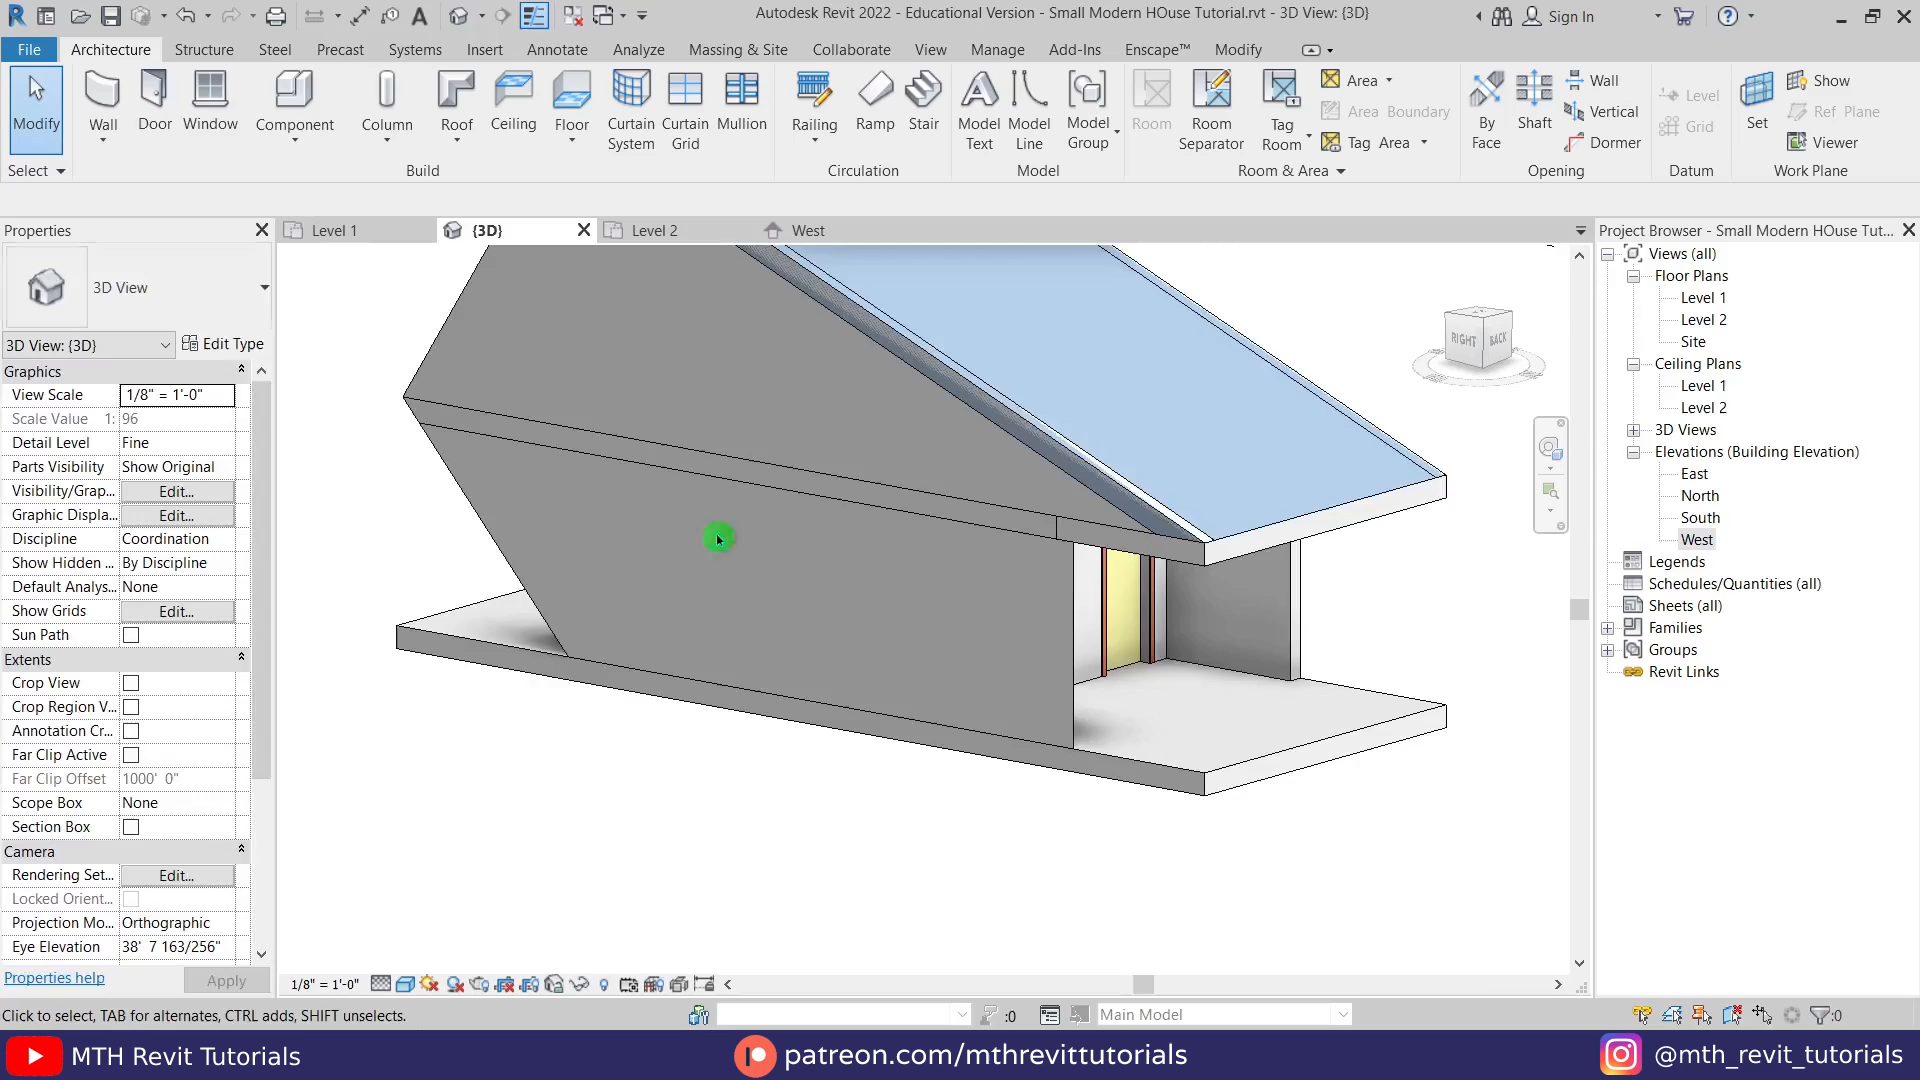 Autodesk Revit 2022 - Educational Version - Small Modern HOuse Tutorial.rvt - 3D View: {3D}
Sign In
File Architecture Structure Steel Precast Systems Insert Annotate Analyze Massing & Site Collaborate View Manage Add-Ins Enscape™ Modify
Modify Wall Door Window Component Column Roof Ceiling Floor Curtain System Curtain Grid Mullion Railing Ramp Stair Model Text Model Line Model Group Room Room Separator Tag Room
Area
Area Boundary
Tag Area
By Face Shaft
Wall
Vertical
Dormer
Level
Grid
Set
Show
Ref Plane
Viewer
Select Build Circulation Model Room & Area Opening Datum Work Plane
Properties
Level 1 {3D} Level 2 West
Project Browser - Small Modern HOuse Tut...
3D View
3D View: {3D} Edit Type
Graphics
View Scale 1/8" = 1'-0"
Scale Value 1: 96
Detail Level Fine
Parts Visibility Show Original
Visibility/Grap... Edit...
Graphic Displa... Edit...
Discipline Coordination
Show Hidden ... By Discipline
Default Analys... None
Show Grids Edit...
Sun Path
Extents
Crop View
Crop Region V...
Annotation Cr...
Far Clip Active
Far Clip Offset 1000' 0"
Scope Box None
Section Box
Camera
Rendering Set... Edit...
Locked Orient...
Projection Mo... Orthographic
Eye Elevation 38' 7 163/256"
Properties help Apply
RIGHT BACK
Views (all)
Floor Plans
Level 1
Level 2
Site
Ceiling Plans
Level 1
Level 2
3D Views
Elevations (Building Elevation)
East
North
South
West
Legends
Schedules/Quantities (all)
Sheets (all)
Families
Groups
Revit Links
1/8" = 1'-0"
Click to select, TAB for alternates, CTRL adds, SHIFT unselects.
:0
Main Model
:0
MTH Revit Tutorials
patreon.com/mthrevittutorials
@mth_revit_tutorials